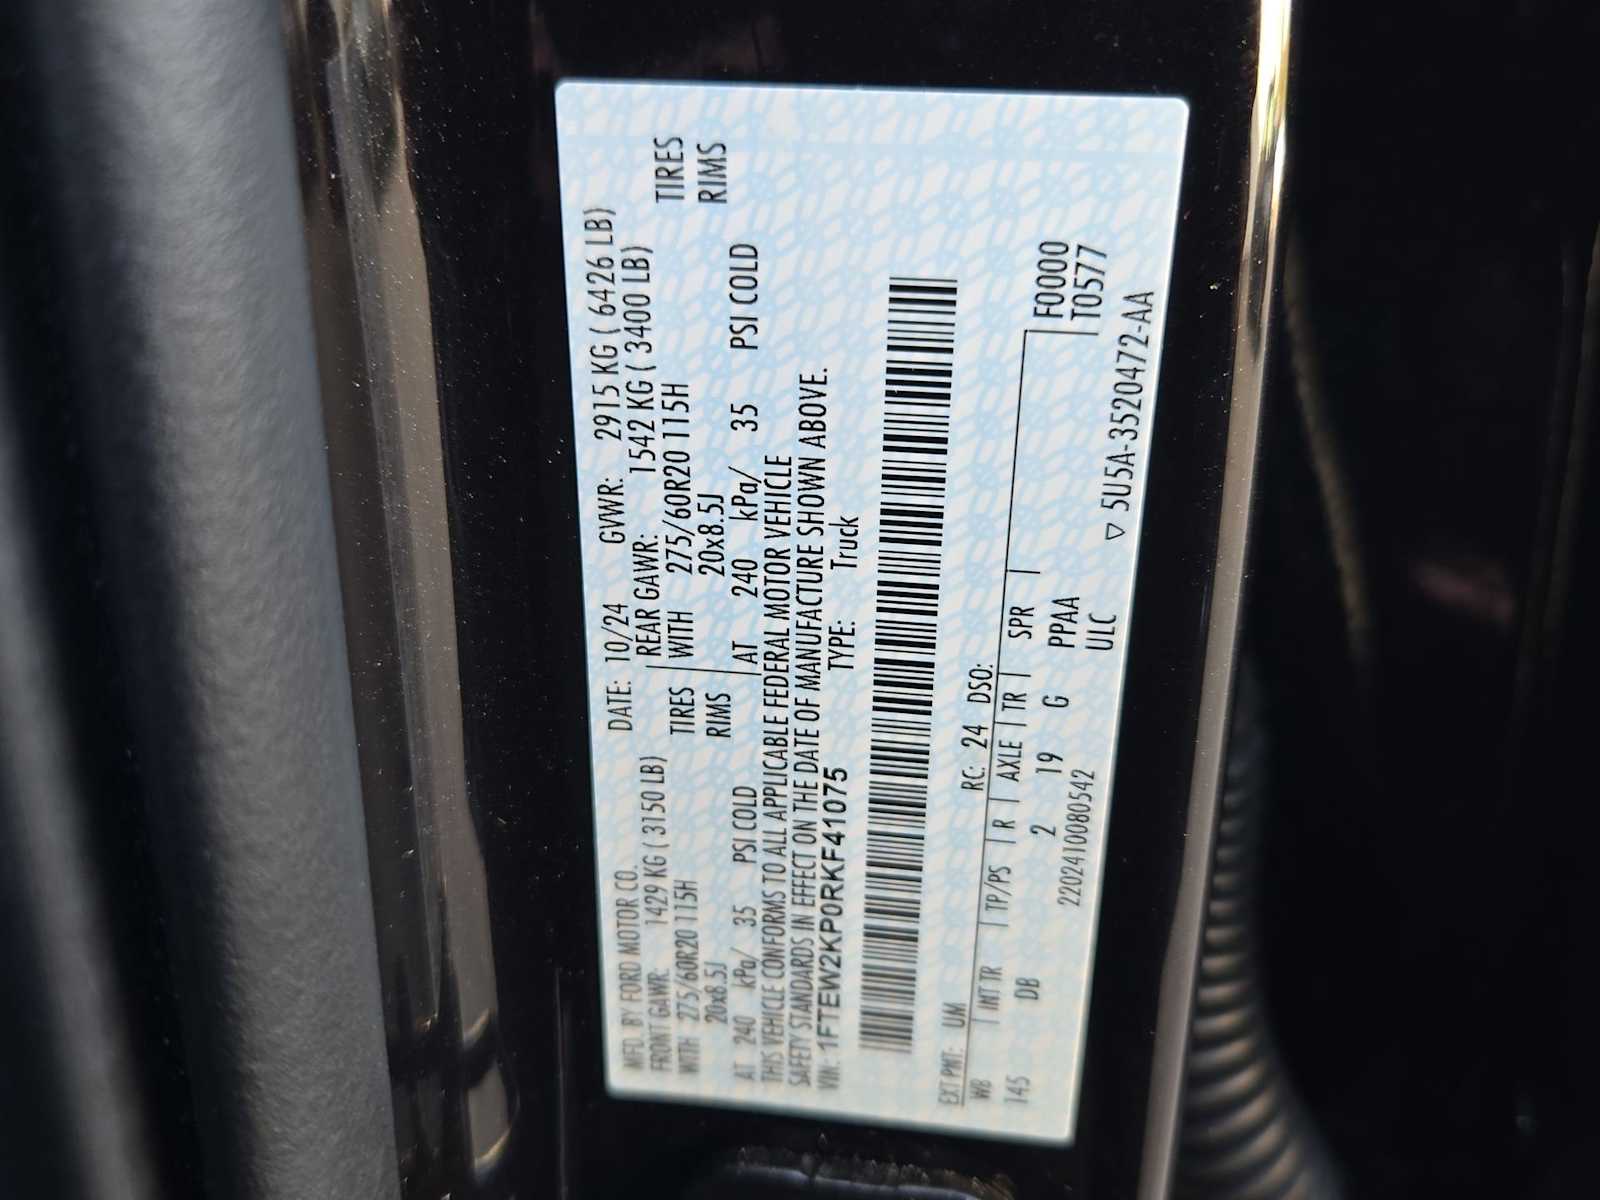 MFD. BY FORD MOTOR CO. DATE: 10/24 GVWR: 2915 KG ( 6426 LB)
FRONT GAWR: 1429 KG ( 3150 LB) REAR GAWR: 1542 KG ( 3400 LB)
WITH 275/60R20 115H TIRES WITH 275/60R20 115H TIRES
20x8.5J RIMS 20x8.5J RIMS
AT 240 kPa/ 35 PSI COLD AT 240 kPa/ 35 PSI COLD
THIS VEHICLE CONFORMS TO ALL APPLICABLE FEDERAL MOTOR VEHICLE
SAFETY STANDARDS IN EFFECT ON THE DATE OF MANUFACTURE SHOWN ABOVE.
VIN: 1FTEW2KP0RKF41075 TYPE: Truck
EXT PNT: UM RC: 24 DSO:
WB INT TR TP/PS R AXLE TR SPR F0000
145 DB 2 19 G PPAA T0577
2202410080542 ULC
▽ 5U5A-3520472-AA